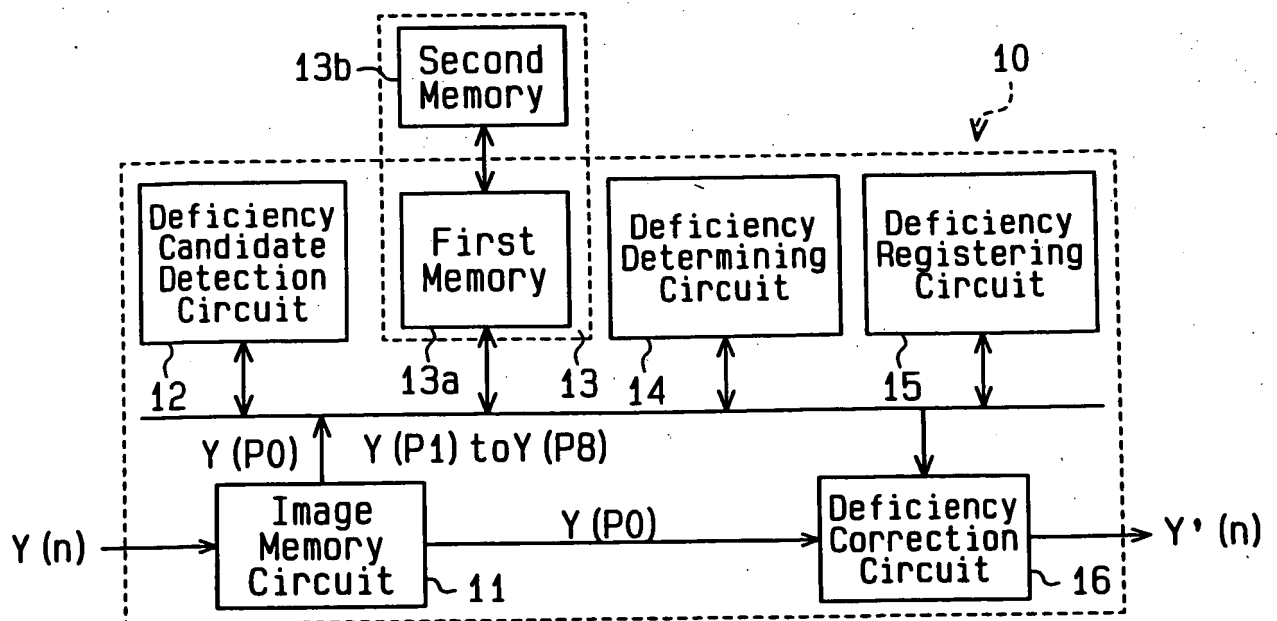 13b
Second
Memory
10
Deficiency
Candidate
Detection
Circuit
First
Memory
Deficiency
Determining
Circuit
Deficiency
Registering
Circuit
12
13a
13
14
15
Y(P0)
Y(P1) to Y(P8)
Y(n)
Image
Memory
Circuit
11
Y(P0)
Deficiency
Correction
Circuit
16
Y'(n)